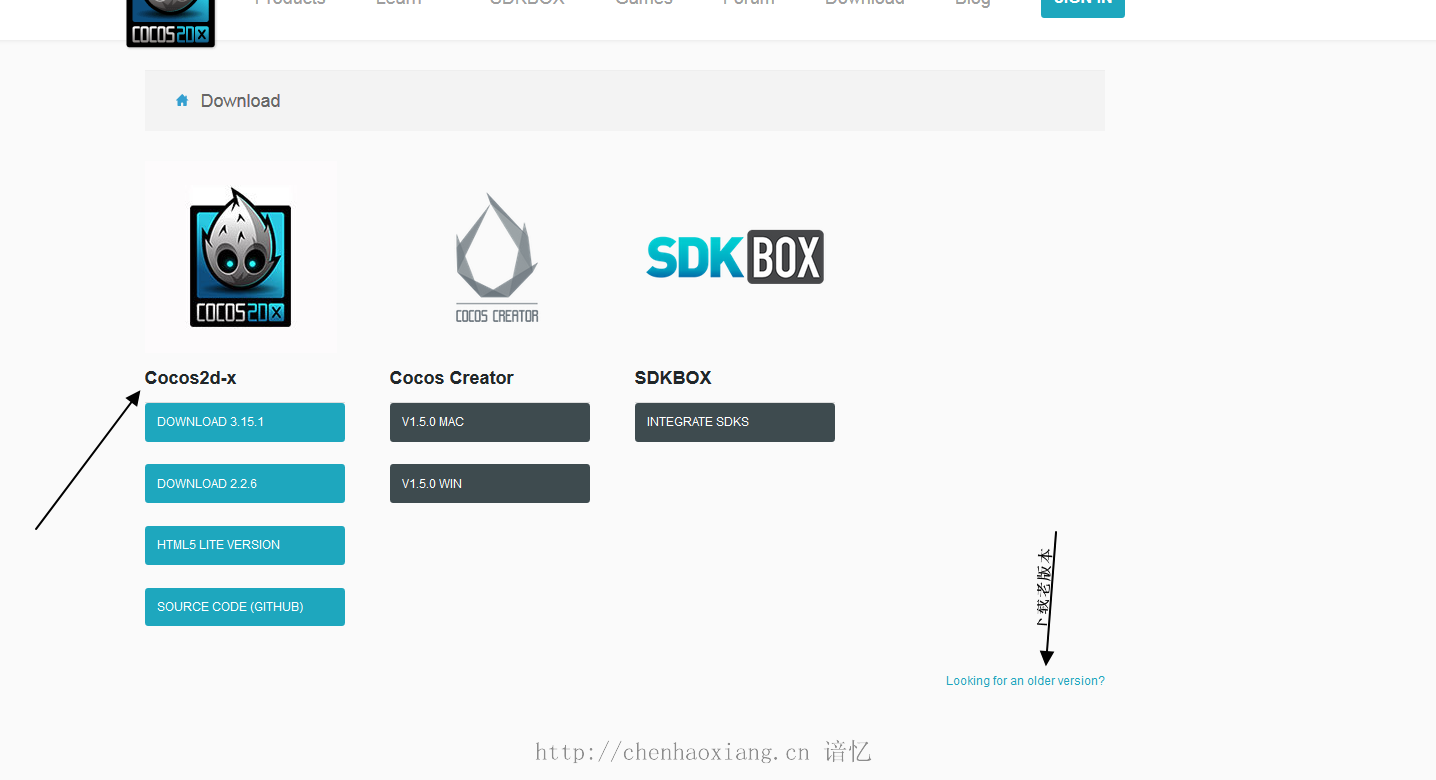 Products Learn SDKBOX Games Forum Download Blog SIGN IN
COCOS2DX
Download
COCOS2DX
COCOS CREATOR
SDKBOX
Cocos2d-x
Cocos Creator
SDKBOX
DOWNLOAD 3.15.1
V1.5.0 MAC
INTEGRATE SDKS
DOWNLOAD 2.2.6
V1.5.0 WIN
HTML5 LITE VERSION
SOURCE CODE (GITHUB)
下载老版本
Looking for an older version?
http://chenhaoxiang.cn 谙忆